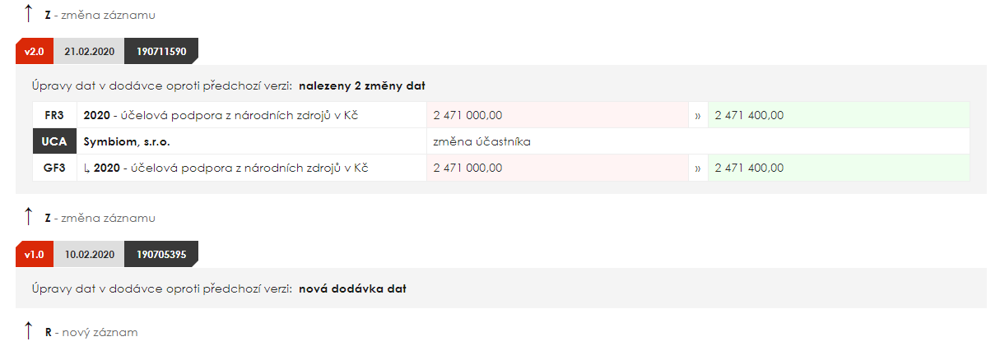 ↑ Z - změna záznamu
v2.0 21.02.2020 190711590
Úpravy dat v dodávce oproti předchozí verzi: nalezeny 2 změny dat
FR3 2020 - účelová podpora z národních zdrojů v Kč 2 471 000,00 » 2 471 400,00
UCA Symbiom, s.r.o. změna účastníka
GF3 ↳ 2020 - účelová podpora z národních zdrojů v Kč 2 471 000,00 » 2 471 400,00
↑ Z - změna záznamu
v1.0 10.02.2020 190705395
Úpravy dat v dodávce oproti předchozí verzi: nová dodávka dat
↑ R - nový záznam